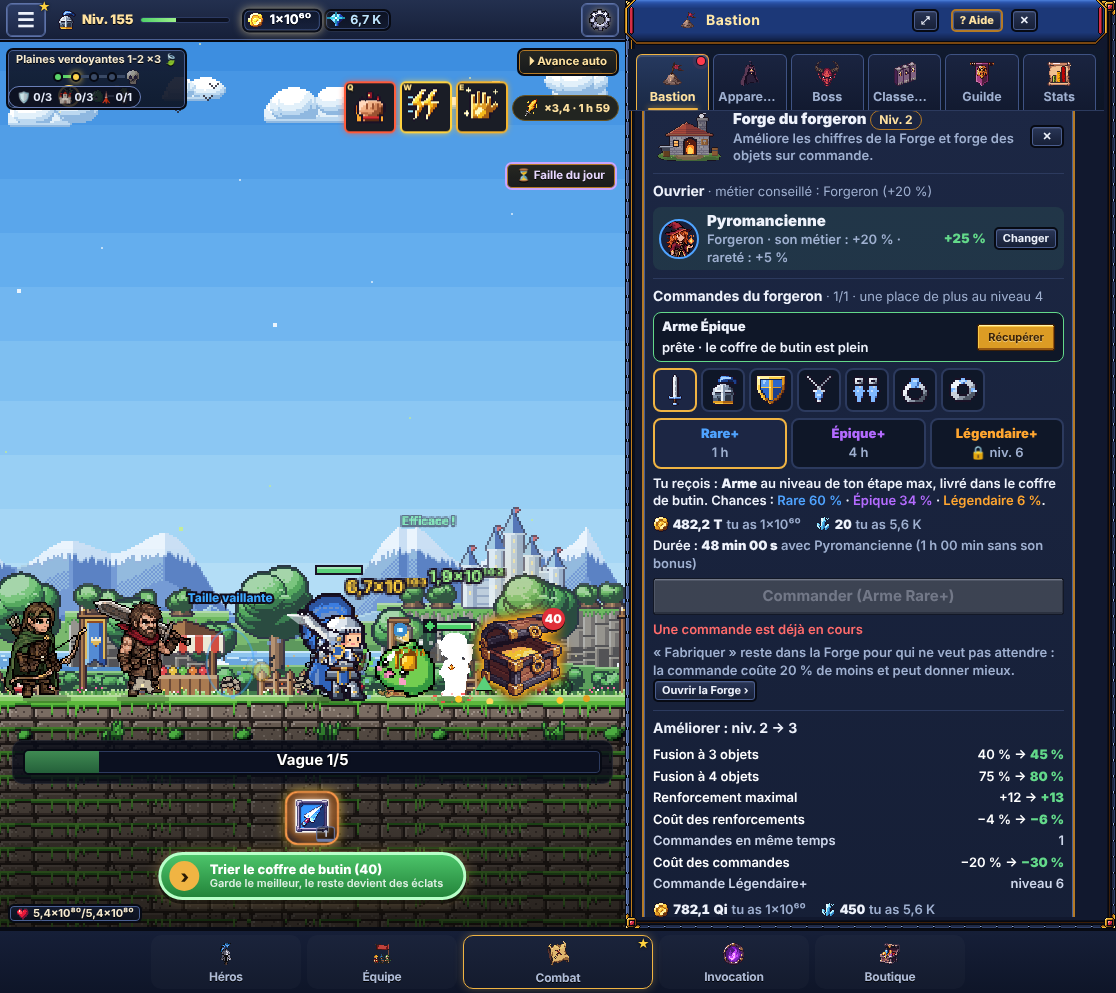 Niv. 155
1×10⁶⁰
6,7 K
Plaines verdoyantes 1-2 ×3
0/3
0/3
0/1
Avance auto
Q
W
E
×3,4 · 1 h 59
Faille du jour
Efficace !
Taille vaillante
40
Vague 1/5
1
Trier le coffre de butin (40)
Garde le meilleur, le reste devient des éclats
5,4×10⁸⁰/5,4×10⁸⁰
Bastion
? Aide
Bastion
Appare...
Boss
Classe...
Guilde
Stats
Forge du forgeron Niv. 2
Améliore les chiffres de la Forge et forge des
objets sur commande.
Ouvrier · métier conseillé : Forgeron (+20 %)
Pyromancienne
Forgeron · son métier : +20 % ·
rareté : +5 %
+25 %
Changer
Commandes du forgeron · 1/1 · une place de plus au niveau 4
Arme Épique
prête · le coffre de butin est plein
Récupérer
Rare+
1 h
Épique+
4 h
Légendaire+
niv. 6
Tu reçois : Arme au niveau de ton étape max, livré dans le coffre
de butin. Chances : Rare 60 % · Épique 34 % · Légendaire 6 %.
482,2 T tu as 1×10⁶⁰ 20 tu as 5,6 K
Durée : 48 min 00 s avec Pyromancienne (1 h 00 min sans son
bonus)
Commander (Arme Rare+)
Une commande est déjà en cours
« Fabriquer » reste dans la Forge pour qui ne veut pas attendre :
la commande coûte 20 % de moins et peut donner mieux.
Ouvrir la Forge ›
Améliorer : niv. 2 → 3
Fusion à 3 objets 40 % → 45 %
Fusion à 4 objets 75 % → 80 %
Renforcement maximal +12 → +13
Coût des renforcements −4 % → −6 %
Commandes en même temps 1
Coût des commandes −20 % → −30 %
Commande Légendaire+ niveau 6
782,1 Qi tu as 1×10⁶⁰ 450 tu as 5,6 K
Héros
Équipe
Combat
Invocation
Boutique